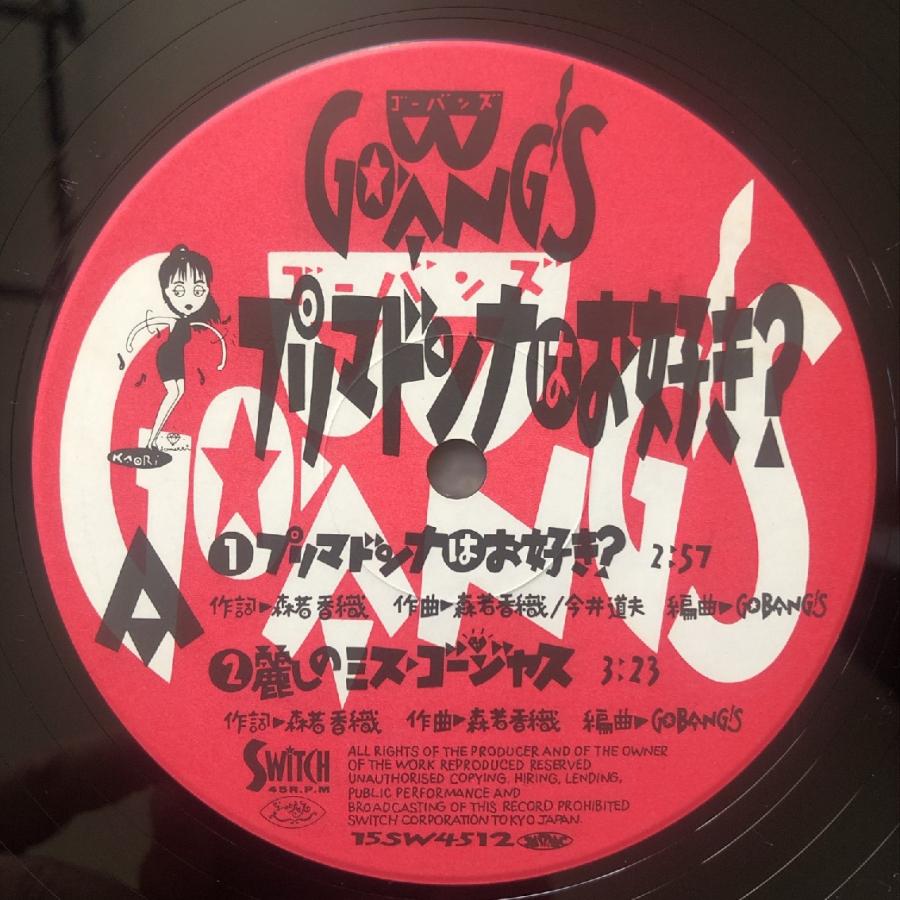 ゴーバンズ
GO-BANG'S
ゴーバンズ
プリマドンナはお好き?
GO-BANG'S
KAORI
A
①プリマドンナはお好き? 2:57
作詞▶森若香織 作曲▶森若香織/今井道夫 編曲▶GO-BANG'S
②麗しのミス・ゴージャス 3:23
作詞▶森若香織 作曲▶森若香織 編曲▶GO-BANG'S
SWITCH
45R.P.M
ALL RIGHTS OF THE PRODUCER AND OF THE OWNER
OF THE WORK REPRODUCED RESERVED
UNAUTHORISED COPYING, HIRING, LENDING,
PUBLIC PERFORMANCE AND
BROADCASTING OF THIS RECORD PROHIBITED
SWITCH CORPORATION TOKYO JAPAN.
15SW4512